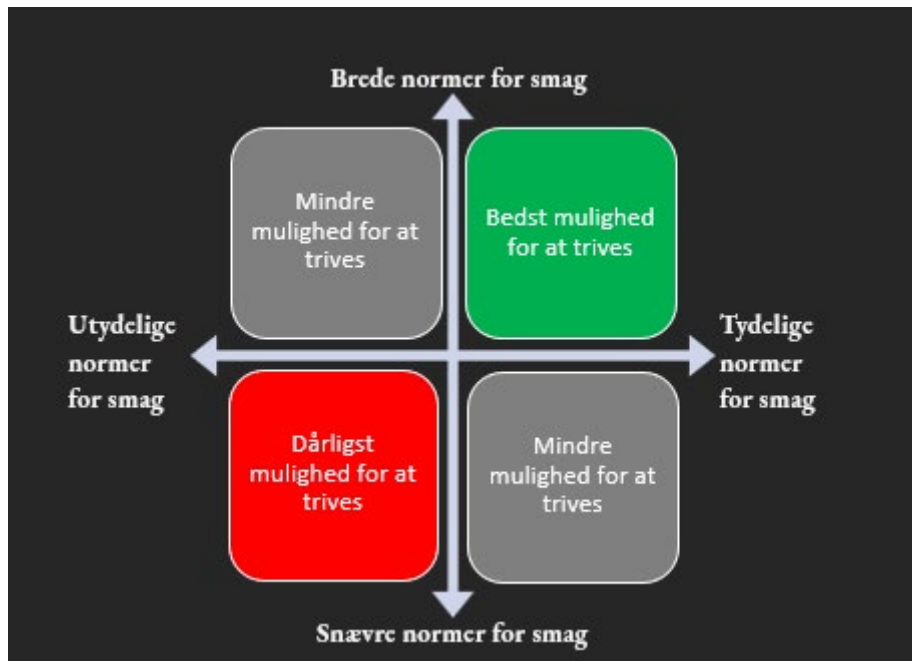 Brede normer for smag
Mindre
mulighed for at
trives
Bedst mulighed
for at trives
Utydelige
normer
for smag
Tydelige
normer
for smag
Dårligst
mulighed for at
trives
Mindre
mulighed for at
trives
Snævre normer for smag